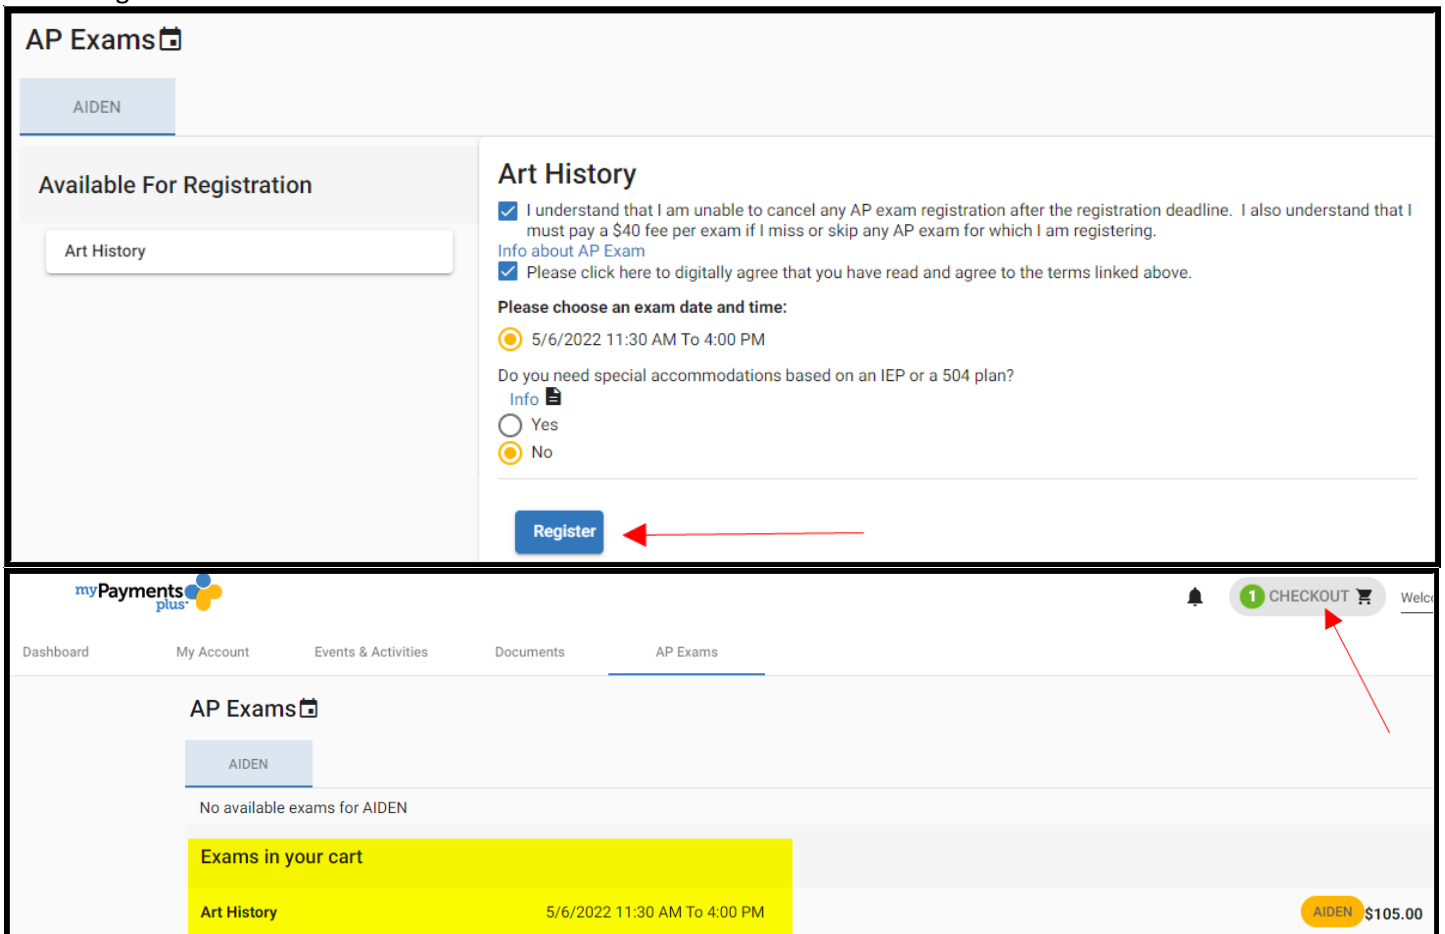 AP Exams
AIDEN
Available For Registration
Art History
Art History
I understand that I am unable to cancel any AP exam registration after the registration deadline. I also understand that I
must pay a $40 fee per exam if I miss or skip any AP exam for which I am registering.
Info about AP Exam
Please click here to digitally agree that you have read and agree to the terms linked above.
Please choose an exam date and time:
5/6/2022 11:30 AM To 4:00 PM
Do you need special accommodations based on an IEP or a 504 plan?
Info
Yes
No
Register
myPayments
plus
1 CHECKOUT
Dashboard My Account Events & Activities Documents AP Exams
AP Exams
AIDEN
No available exams for AIDEN
Exams in your cart
Art History 5/6/2022 11:30 AM To 4:00 PM AIDEN $105.00